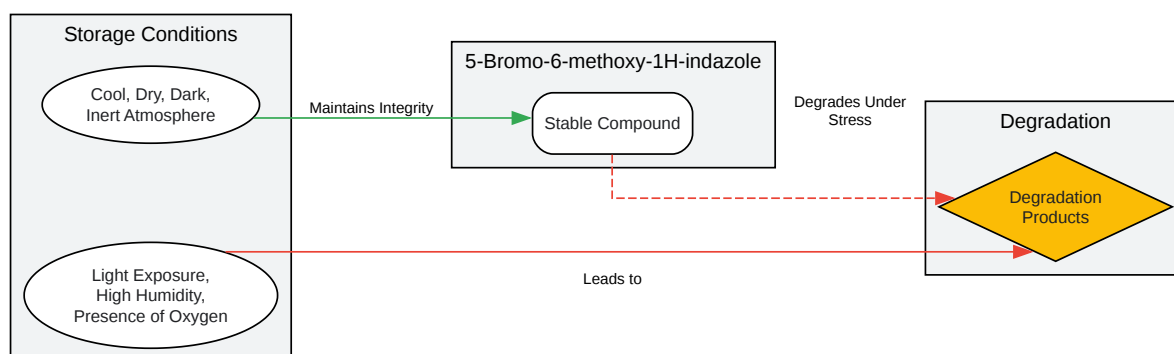 Storage Conditions
Cool, Dry, Dark,
Inert Atmosphere
Light Exposure,
High Humidity,
Presence of Oxygen
Maintains Integrity
5-Bromo-6-methoxy-1H-indazole
Stable Compound
Degrades Under
Stress
Leads to
Degradation
Degradation
Products